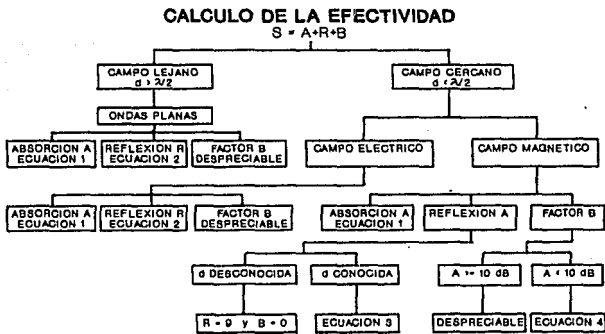 CALCULO DE LA EFECTIVIDAD
S = A+R+B
CAMPO LEJANO
d > λ/2
CAMPO CERCANO
d < λ/2
ONDAS PLANAS
ABSORCION A
ECUACION 1
REFLEXION R
ECUACION 2
FACTOR B
DESPRECIABLE
CAMPO ELECTRICO
CAMPO MAGNETICO
ABSORCION A
ECUACION 1
REFLEXION R
ECUACION 2
FACTOR B
DESPRECIABLE
ABSORCION A
ECUACION 1
REFLEXION A
FACTOR B
d DESCONOCIDA
d CONOCIDA
A >= 10 dB
A < 10 dB
R = 9 y B = 0
ECUACION 3
DESPRECIABLE
ECUACION 4